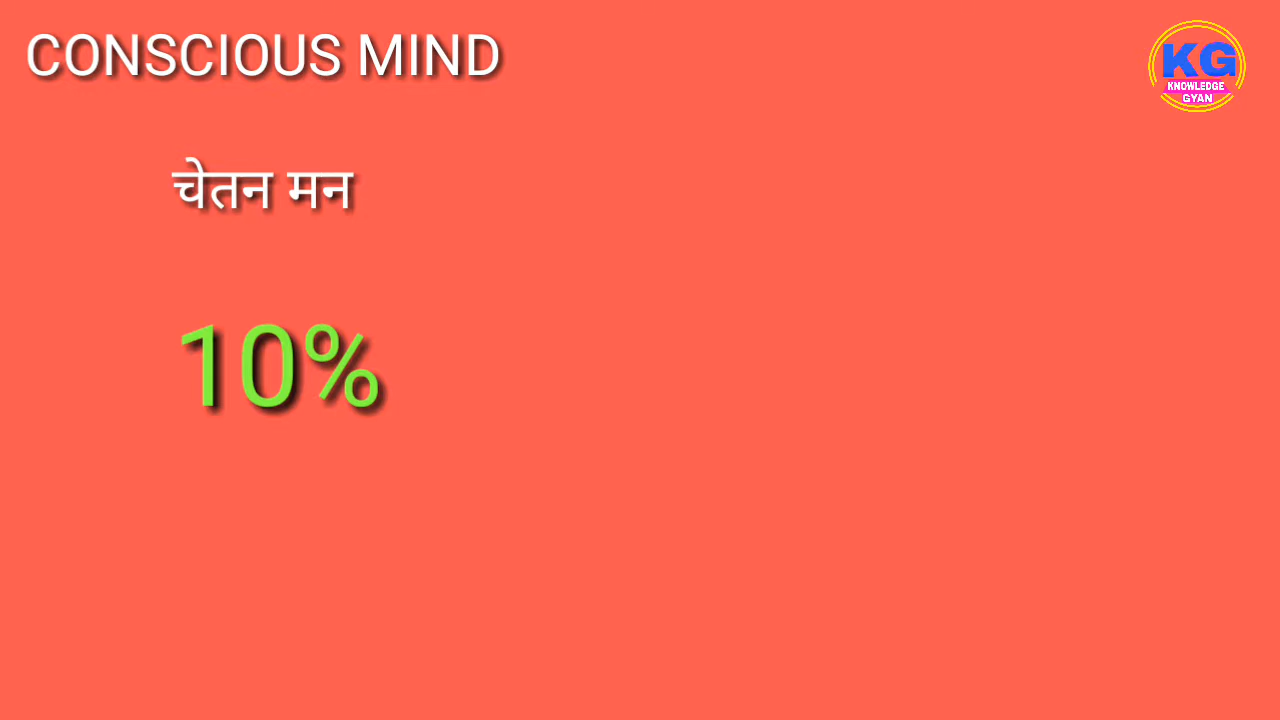 CONSCIOUS MIND
KG
KNOWLEDGE
GYAN
चेतन मन
10%